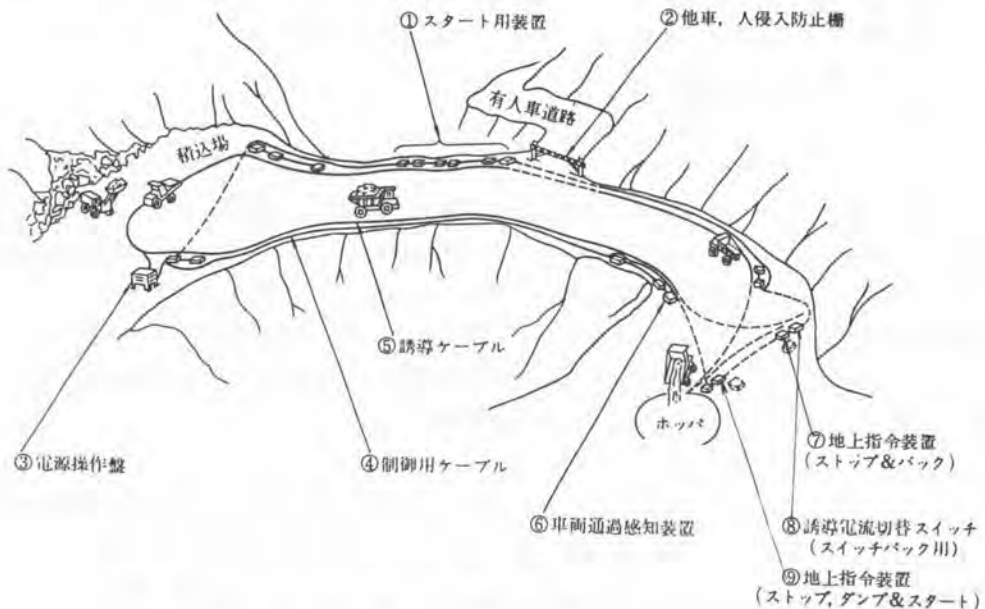 ①スタート用装置
②他車,人侵入防止柵
有人車道路
積込場
⑤誘導ケーブル
③電源操作盤
④制御用ケーブル
ホッパ
⑥車両通過感知装置
⑦地上指令装置
(ストップ&バック)
⑧誘導電流切替スイッチ
(スイッチバック用)
⑨地上指令装置
(ストップ,ダンプ&スタート)